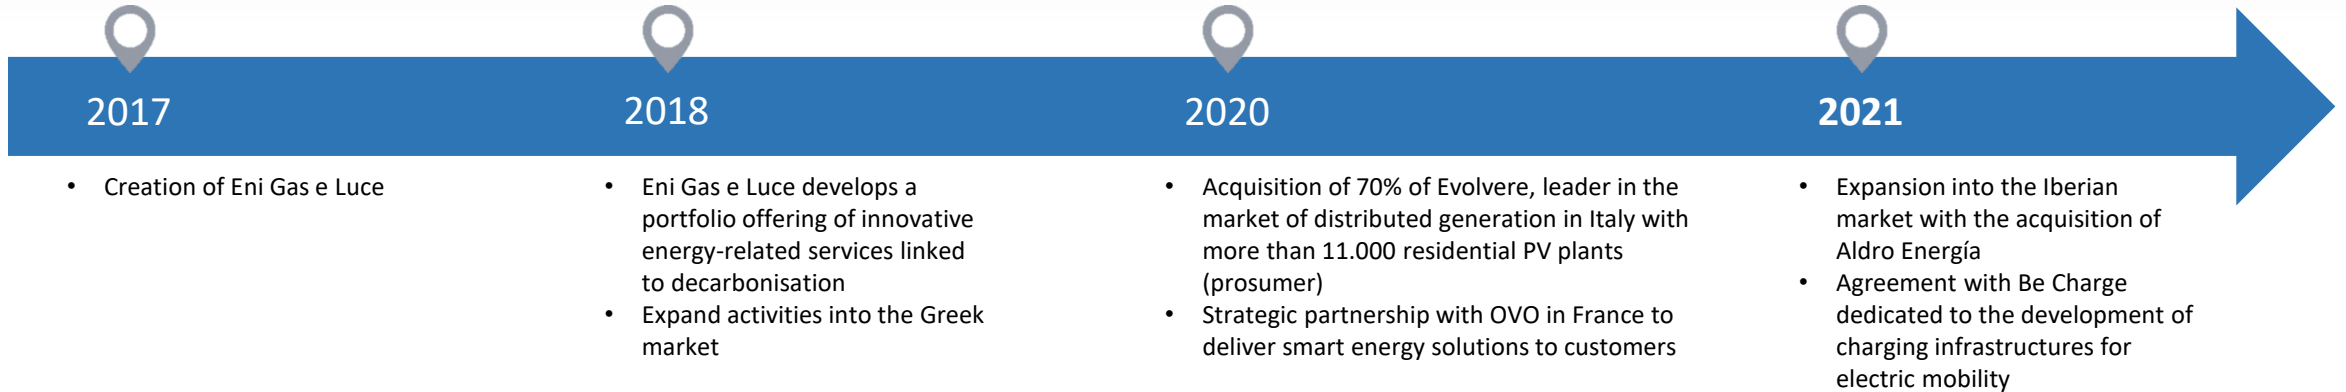 2017
2018
2020
2021
• Creation of Eni Gas e Luce
• Eni Gas e Luce develops a
portfolio offering of innovative
energy-related services linked
to decarbonisation
• Expand activities into the Greek
market
• Acquisition of 70% of Evolvere, leader in the
market of distributed generation in Italy with
more than 11.000 residential PV plants
(prosumer)
• Strategic partnership with OVO in France to
deliver smart energy solutions to customers
• Expansion into the Iberian
market with the acquisition of
Aldro Energía
• Agreement with Be Charge
dedicated to the development of
charging infrastructures for
electric mobility